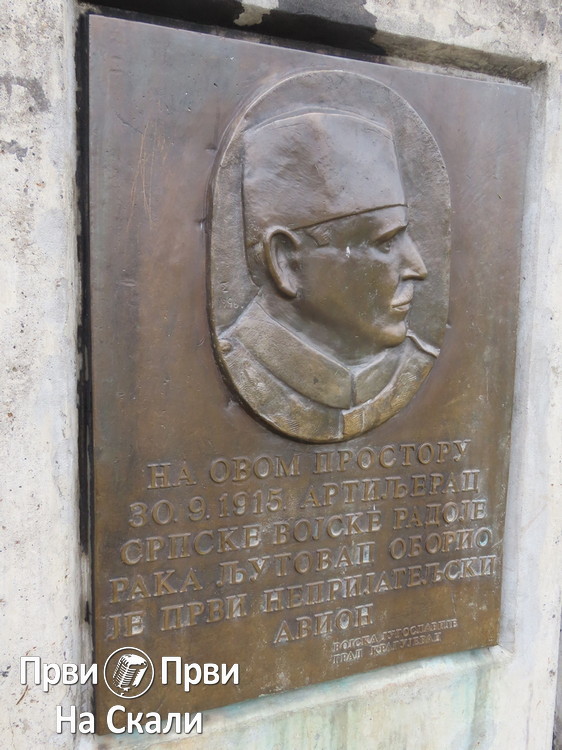 НА ОВОМ ПРОСТОРУ
30.9.1915. АРТИЉЕРАЦ
СРПСКЕ ВОЈСКЕ РАДОЈЕ
РАКА ЉУТОВАЦ ОБОРИО
ЈЕ ПРВИ НЕПРИЈАТЕЉСКИ
АВИОН
ВОЈСКА ЈУГОСЛАВИЈЕ
ГРАД КРАГУЈЕВАЦ
Први Први
На Скали